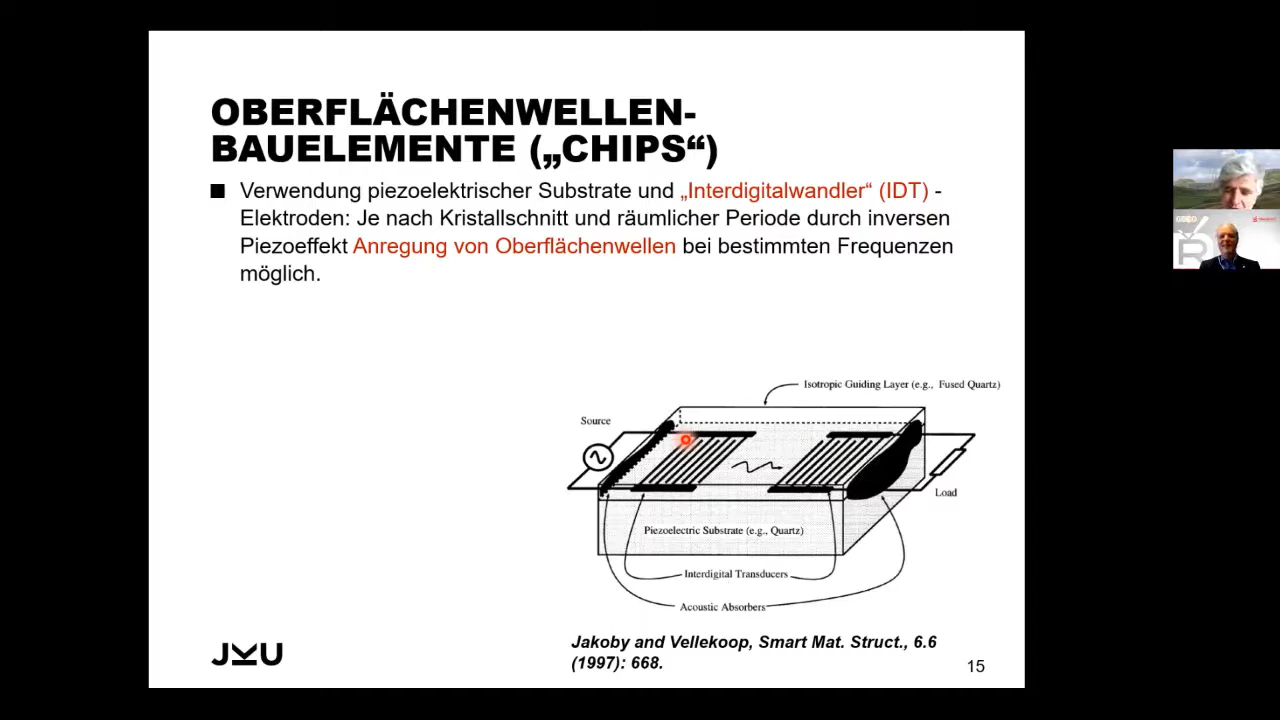 OBERFLÄCHENWELLEN-
BAUELEMENTE („CHIPS“)
■ Verwendung piezoelektrischer Substrate und „Interdigitalwandler“ (IDT) -
Elektroden: Je nach Kristallschnitt und räumlicher Periode durch inversen
Piezoeffekt Anregung von Oberflächenwellen bei bestimmten Frequenzen
möglich.
Isotropic Guiding Layer (e.g., Fused Quartz)
Source
Load
Piezoelectric Substrate (e.g., Quartz)
Interdigital Transducers
Acoustic Absorbers
Jakoby and Vellekoop, Smart Mat. Struct., 6.6
(1997): 668.
JKU
15